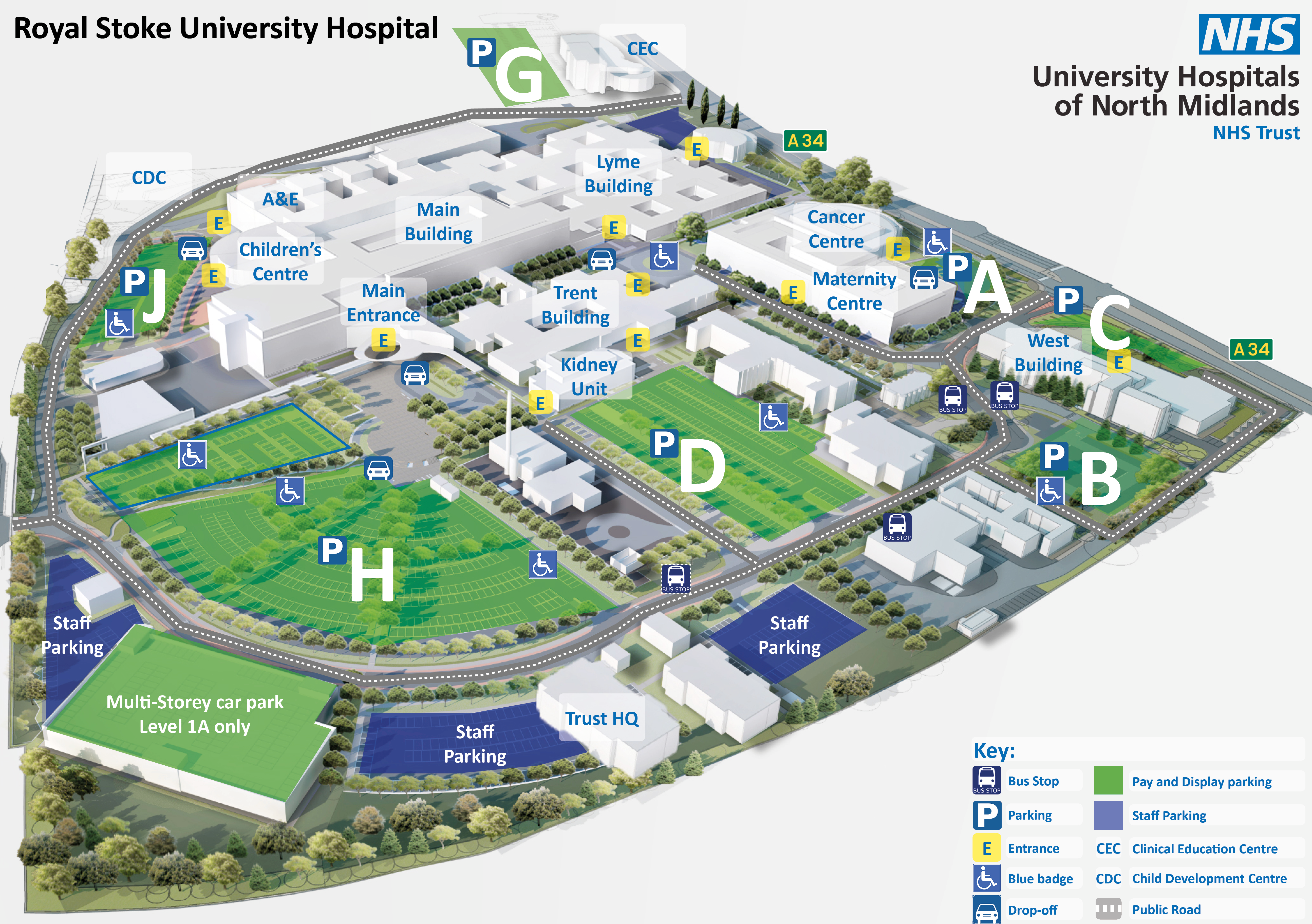 Royal Stoke University Hospital
NHS
University Hospitals
of North Midlands
NHS Trust
P
G
CEC
A 34
E
Lyme
Building
CDC
A&E
Main
Building
E
Cancer
Centre
E
Children's
Centre
E
E
P
J
Main
Entrance
E
Trent
Building
E
Maternity
Centre
E
P
A
P
C
West
Building
E
A 34
E
Kidney
Unit
E
BUS STOP
BUS STOP
P
D
P
B
BUS STOP
P
H
BUS STOP
Staff
Parking
Staff
Parking
Multi-Storey car park
Level 1A only
Staff
Parking
Trust HQ
Key:
BUS STOP
Bus Stop
Pay and Display parking
P
Parking
Staff Parking
E
Entrance
CEC
Clinical Education Centre
Blue badge
CDC
Child Development Centre
Drop-off
Public Road